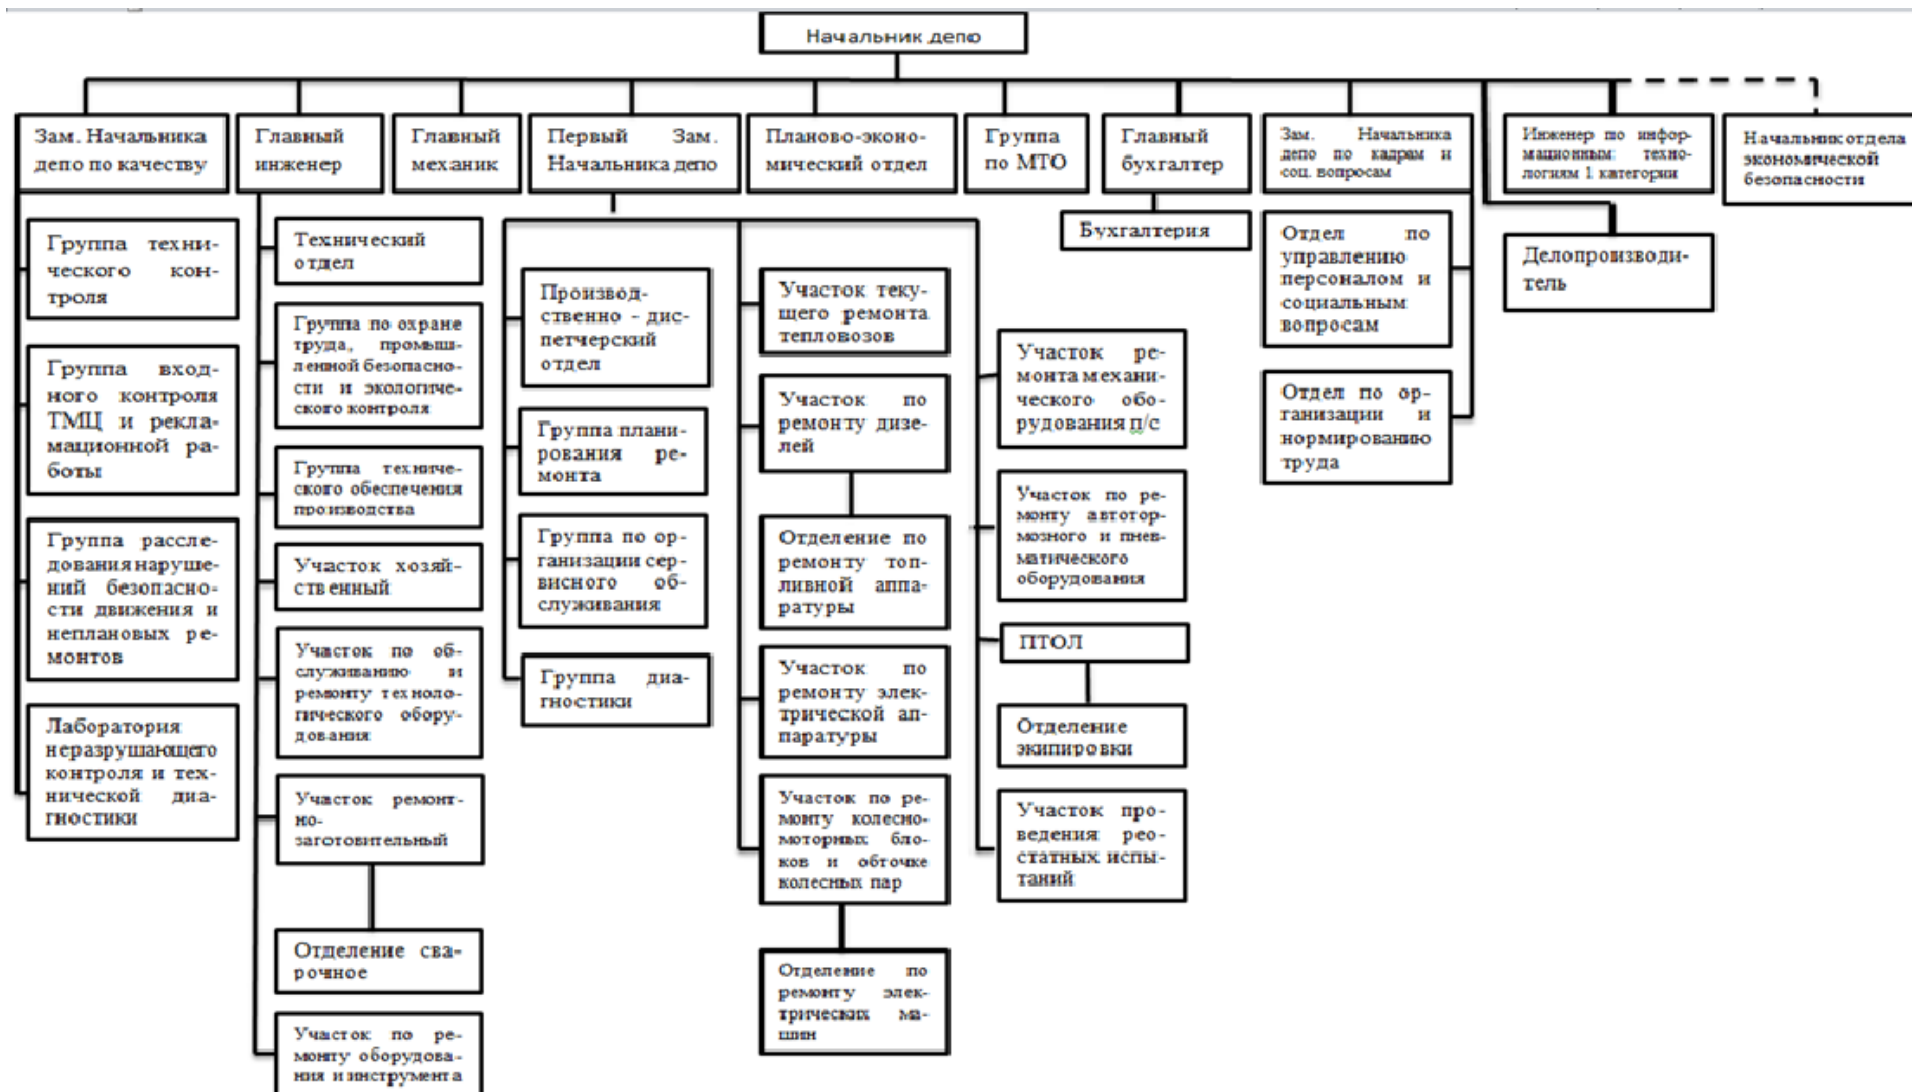 Начальник депо
Зам. Начальника
депо по качеству
Главный
инженер
Главный
механик
Первый Зам.
Начальника депо
Планово-эконо-
мический отдел
Группа
по МТО
Главный
бухгалтер
Зам. Начальника
депо по кадрам и
соц. вопросам
Инженер по инфор-
мационным техно-
логиям 1 категории
Начальник отдела
экономической
безопасности
Группа техни-
ческого кон-
троля
Группа вход-
ного контроля
ТМЦ и рекла-
мационной ра-
боты
Группа рассле-
дования наруше-
ний безопасно-
сти движения и
неплановых ре-
монтов
Лаборатория
неразрушающего
контроля и тех-
нической диа-
гностики
Технический
отдел
Группа по охране
труда, промыш-
ленной безопасно-
сти и экологиче-
ского контроля
Группа техниче-
ского обеспечения
производства
Участок хозяй-
ственный
Участок по об-
служиванию и
ремонту техноло-
гического обору-
дования
Участок ремонт-
но-
заготовительный
Отделение сва-
рочное
Участок по ре-
монту оборудова-
ния и инструмента
Производ-
ственно - дис-
петчерский
отдел
Группа плани-
рования ре-
монта
Группа по ор-
ганизации сер-
висного об-
служивания
Группа диа-
гностики
Участок теку-
щего ремонта
тепловозов
Участок по
ремонту дизе-
лей
Отделение по
ремонту топ-
ливной аппа-
ратуры
Участок по
ремонту элек-
трической ап-
паратуры
Участок по ре-
монту колесно-
моторных бло-
ков и обточке
колесных пар
Отделение по
ремонту элек-
трических ма-
шин
Участок ре-
монта механи-
ческого обо-
рудования п/с
Участок по ре-
монту автотор-
мозного и пнев-
матического
оборудования
ПТОЛ
Отделение
экипировки
Участок про-
ведения рео-
статных испы-
таний
Бухгалтерия
Отдел по
управлению
персоналом и
социальным
вопросам
Отдел по ор-
ганизации и
нормированию
труда
Делопроизводи-
тель